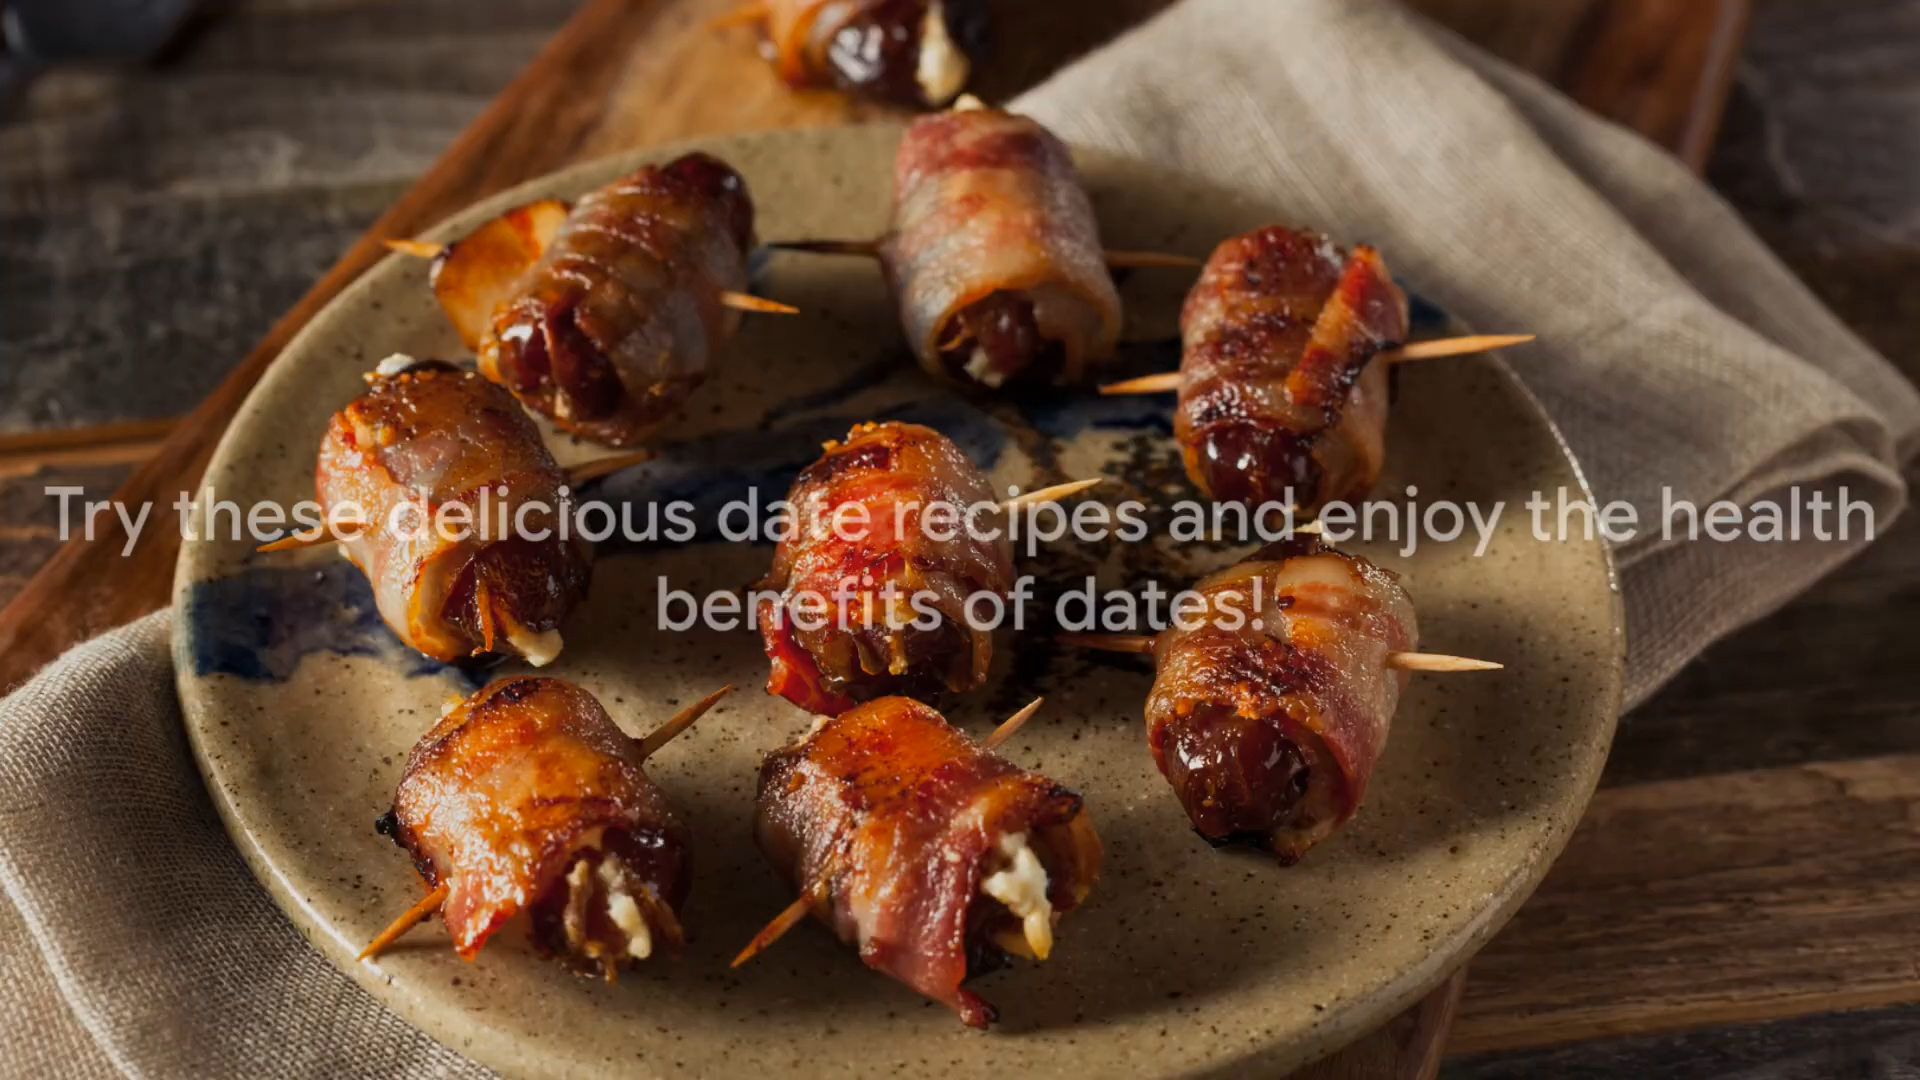 Try these delicious date recipes and enjoy the health
benefits of dates!